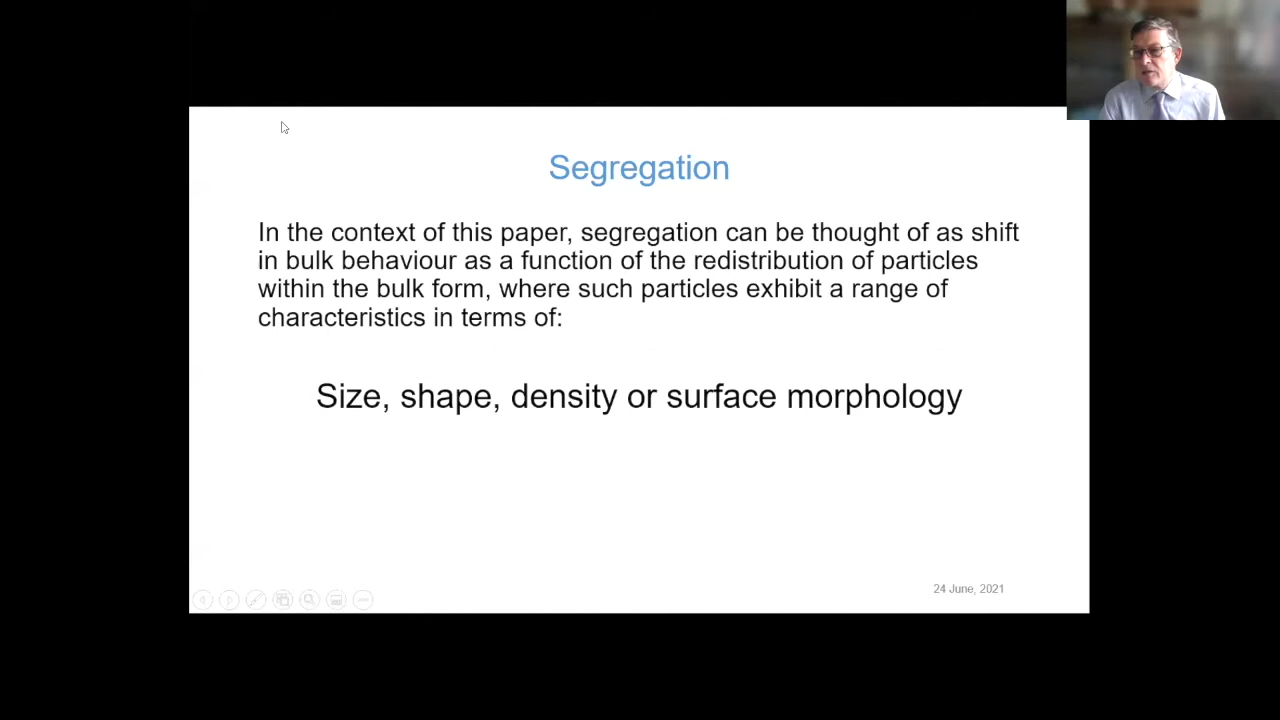 Segregation
In the context of this paper, segregation can be thought of as shift
in bulk behaviour as a function of the redistribution of particles
within the bulk form, where such particles exhibit a range of
characteristics in terms of:
Size, shape, density or surface morphology
24 June, 2021